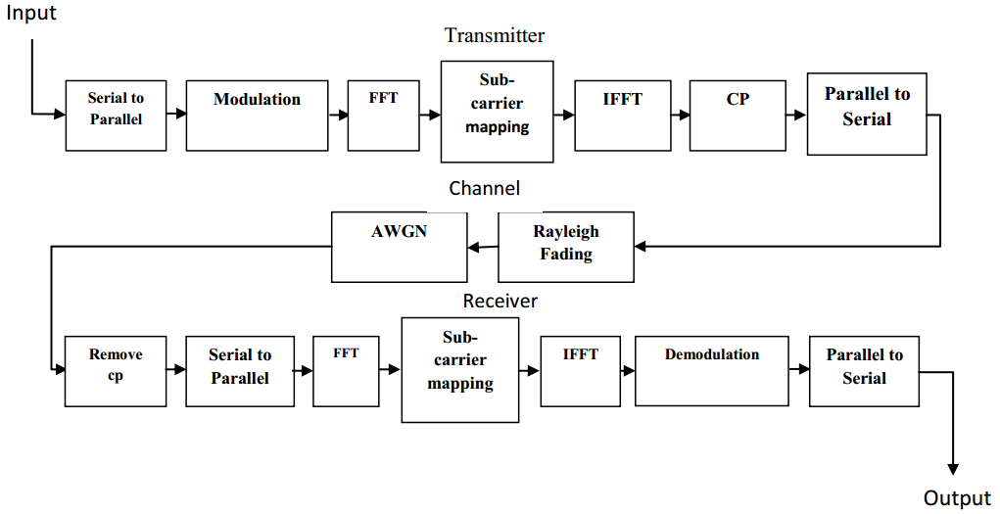 Input
Transmitter
Serial to
Parallel
Modulation
FFT
Sub-
carrier
mapping
IFFT
CP
Parallel to
Serial
Channel
AWGN
Rayleigh
Fading
Receiver
Remove
cp
Serial to
Parallel
FFT
Sub-
carrier
mapping
IFFT
Demodulation
Parallel to
Serial
Output